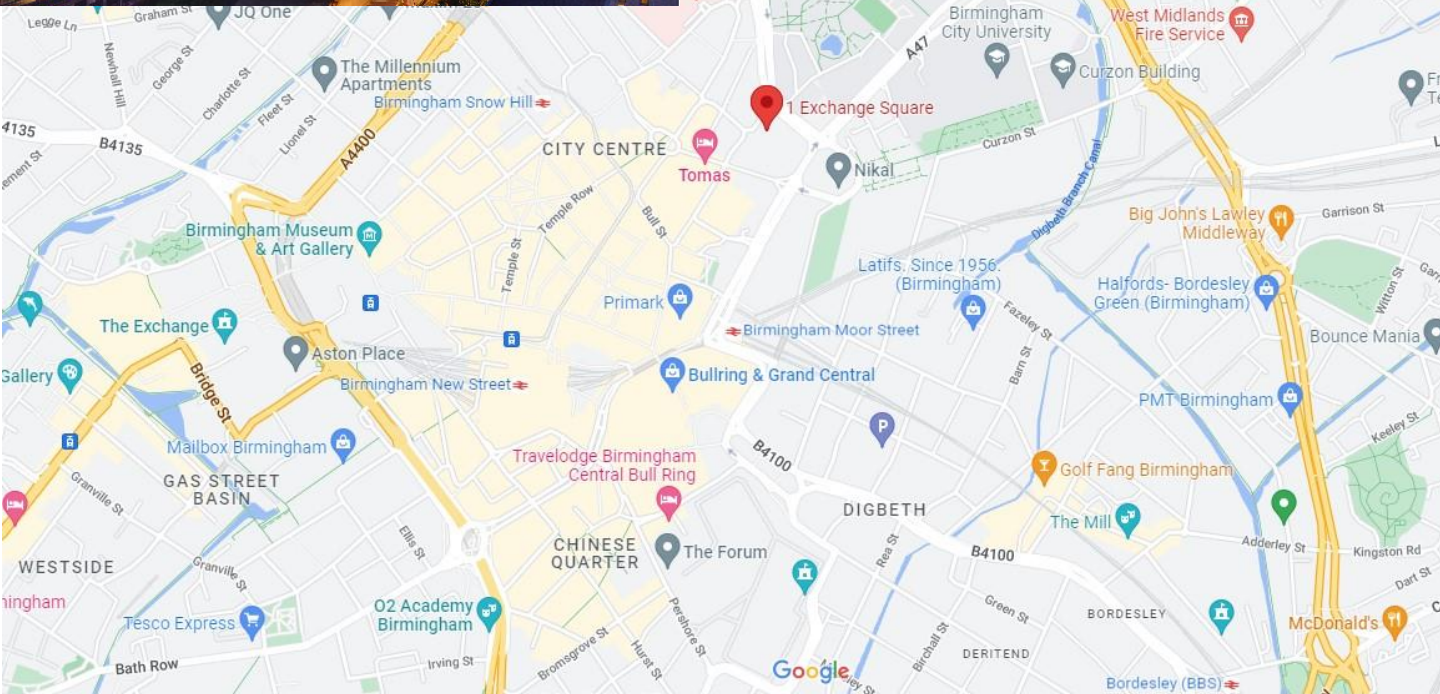 Legge Ln
Graham St
JQ One
Birmingham
City University
West Midlands
Fire Service
A47
Newhall Hill
George St
Charlotte St
Fleet St
Lionel St
The Millennium
Apartments
Birmingham Snow Hill
Curzon Building
1 Exchange Square
4135
B4135
A4400
CITY CENTRE
Tomas
Nikal
Curzon St
Digbeth Branch Canal
Temple Row
Temple St
Bull St
Birmingham Museum
& Art Gallery
Big John's Lawley
Middleway
Garrison St
Latifs. Since 1956.
(Birmingham)
Halfords- Bordesley
Green (Birmingham)
Witton St
Primark
The Exchange
Fazeley St
Birmingham Moor Street
Bounce Mania
Aston Place
Gallery
Bridge St
Birmingham New Street
Bullring & Grand Central
Barn St
PMT Birmingham
P
Keeley St
Mailbox Birmingham
Travelodge Birmingham
Central Bull Ring
B4100
Golf Fang Birmingham
GAS STREET
BASIN
Granville St
DIGBETH
The Mill
Ellis St
CHINESE
QUARTER
The Forum
Rea St
B4100
Adderley St
Kingston Rd
WESTSIDE
Granville St
Dart St
ningham
Tesco Express
O2 Academy
Birmingham
Pershore St
Green St
BORDESLEY
McDonald's
Bath Row
Irving St
Bromsgrove St
Hurst St
Google
Birchall St
DERITEND
Bordesley (BBS)